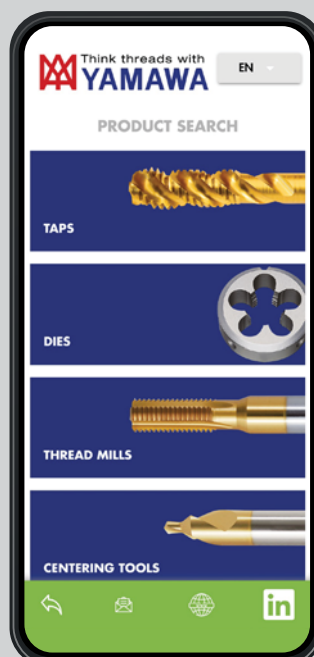 Think threads with
YAMAWA
EN
PRODUCT SEARCH
TAPS
DIES
THREAD MILLS
CENTERING TOOLS
in